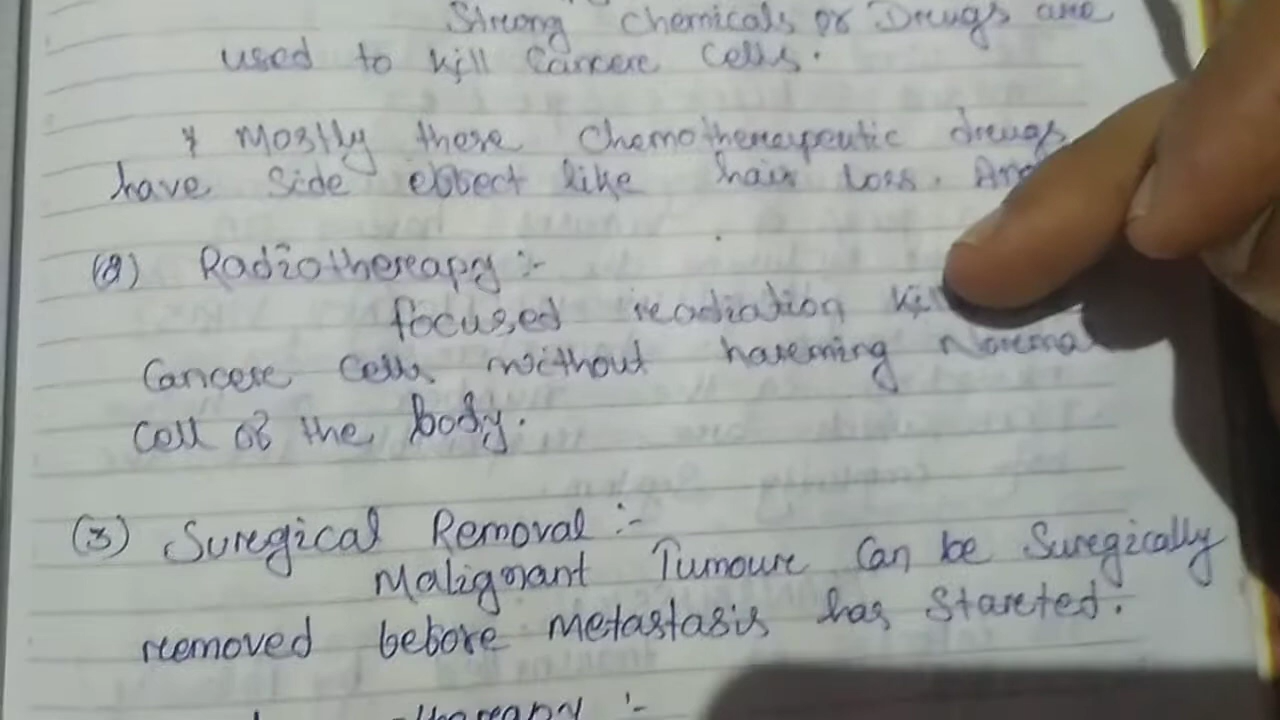 Strong Chemicals or Drugs are
used to kill Cancer Cells.
* Mostly these Chemotherapeutic drugs
have side effect like hair loss.
(2) Radiotherapy :-
focused radiation
Cancer Cells without harming
cell of the body.
(3) Surgical Removal :-
Malignant Tumour Can be Surgically
removed before metastasis has Started.